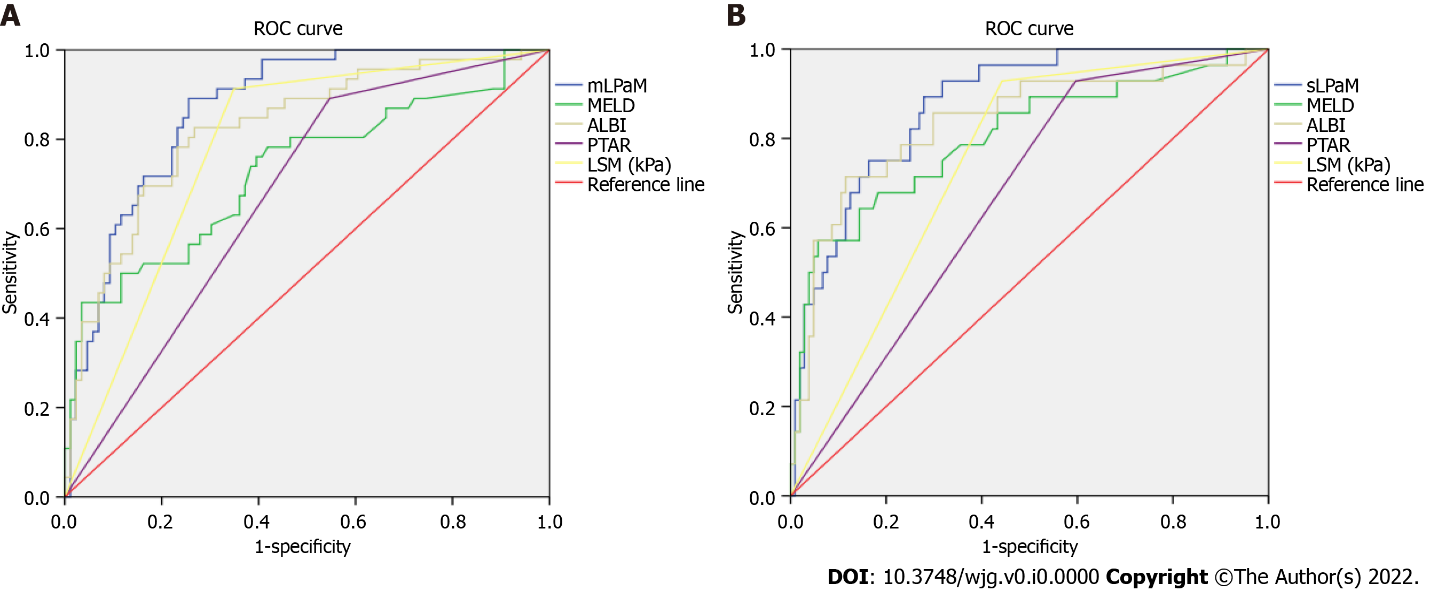 A
ROC curve
1.0
0.8
0.6
0.4
0.2
0.0
Sensitivity
0.0 0.2 0.4 0.6 0.8 1.0
1-specificity
mLPaM
MELD
ALBI
PTAR
LSM (kPa)
Reference line
B
ROC curve
1.0
0.8
0.6
0.4
0.2
0.0
Sensitivity
0.0 0.2 0.4 0.6 0.8 1.0
1-specificity
sLPaM
MELD
ALBI
PTAR
LSM (kPa)
Reference line
DOI: 10.3748/wjg.v0.i0.0000 Copyright ©The Author(s) 2022.